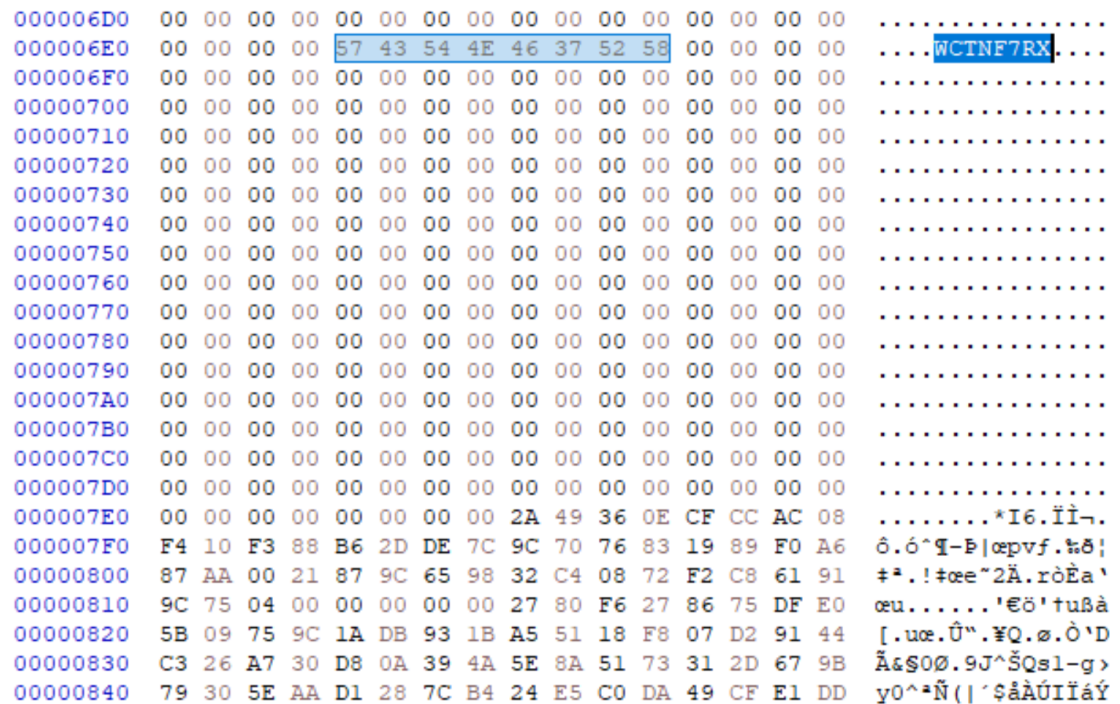 000006D0 00 00 00 00 00 00 00 00 00 00 00 00 00 00 00 00 ................
000006E0 00 00 00 00 57 43 54 4E 46 37 52 58 00 00 00 00 ....WCTNF7RX....
000006F0 00 00 00 00 00 00 00 00 00 00 00 00 00 00 00 00 ................
00000700 00 00 00 00 00 00 00 00 00 00 00 00 00 00 00 00 ................
00000710 00 00 00 00 00 00 00 00 00 00 00 00 00 00 00 00 ................
00000720 00 00 00 00 00 00 00 00 00 00 00 00 00 00 00 00 ................
00000730 00 00 00 00 00 00 00 00 00 00 00 00 00 00 00 00 ................
00000740 00 00 00 00 00 00 00 00 00 00 00 00 00 00 00 00 ................
00000750 00 00 00 00 00 00 00 00 00 00 00 00 00 00 00 00 ................
00000760 00 00 00 00 00 00 00 00 00 00 00 00 00 00 00 00 ................
00000770 00 00 00 00 00 00 00 00 00 00 00 00 00 00 00 00 ................
00000780 00 00 00 00 00 00 00 00 00 00 00 00 00 00 00 00 ................
00000790 00 00 00 00 00 00 00 00 00 00 00 00 00 00 00 00 ................
000007A0 00 00 00 00 00 00 00 00 00 00 00 00 00 00 00 00 ................
000007B0 00 00 00 00 00 00 00 00 00 00 00 00 00 00 00 00 ................
000007C0 00 00 00 00 00 00 00 00 00 00 00 00 00 00 00 00 ................
000007D0 00 00 00 00 00 00 00 00 00 00 00 00 00 00 00 00 ................
000007E0 00 00 00 00 00 00 00 00 2A 49 36 0E CF CC AC 08 ........*I6.ÏÌ¬.
000007F0 F4 10 F3 88 B6 2D DE 7C 9C 70 76 83 19 89 F0 A6 ô.óˆ¶-Þ|œpvƒ.‰ð¦
00000800 87 AA 00 21 87 9C 65 98 32 C4 08 72 F2 C8 61 91 ‡ª.!‡œe˜2Ä.ròÈa‘
00000810 9C 75 04 00 00 00 00 00 27 80 F6 27 86 75 DF E0 œu......'€ö'†ußà
00000820 5B 09 75 9C 1A DB 93 1B A5 51 18 F8 07 D2 91 44 [.uœ.Û“.¥Q.ø.Ò‘D
00000830 C3 26 A7 30 D8 0A 39 4A 5E 8A 51 73 31 2D 67 9B Ã&§0Ø.9J^ŠQs1-g›
00000840 79 30 5E AA D1 28 7C B4 24 E5 C0 DA 49 CF E1 DD y0^ªÑ(|´$åÀÚIÏáÝ